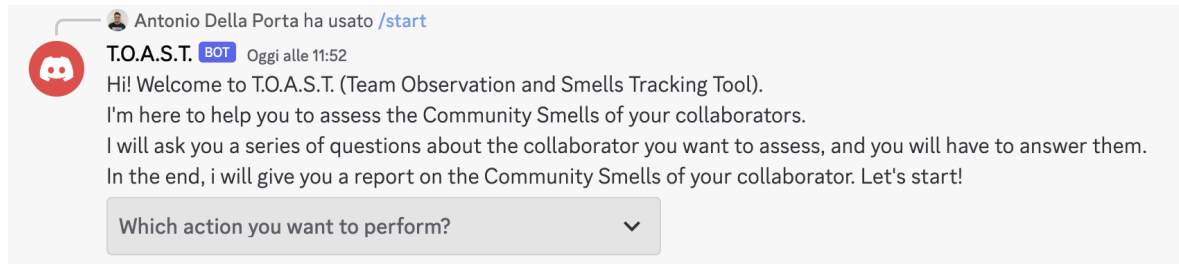 Antonio Della Porta ha usato /start
T.O.A.S.T. BOT Oggi alle 11:52
Hi! Welcome to T.O.A.S.T. (Team Observation and Smells Tracking Tool).
I'm here to help you to assess the Community Smells of your collaborators.
I will ask you a series of questions about the collaborator you want to assess, and you will have to answer them.
In the end, i will give you a report on the Community Smells of your collaborator. Let's start!
Which action you want to perform?